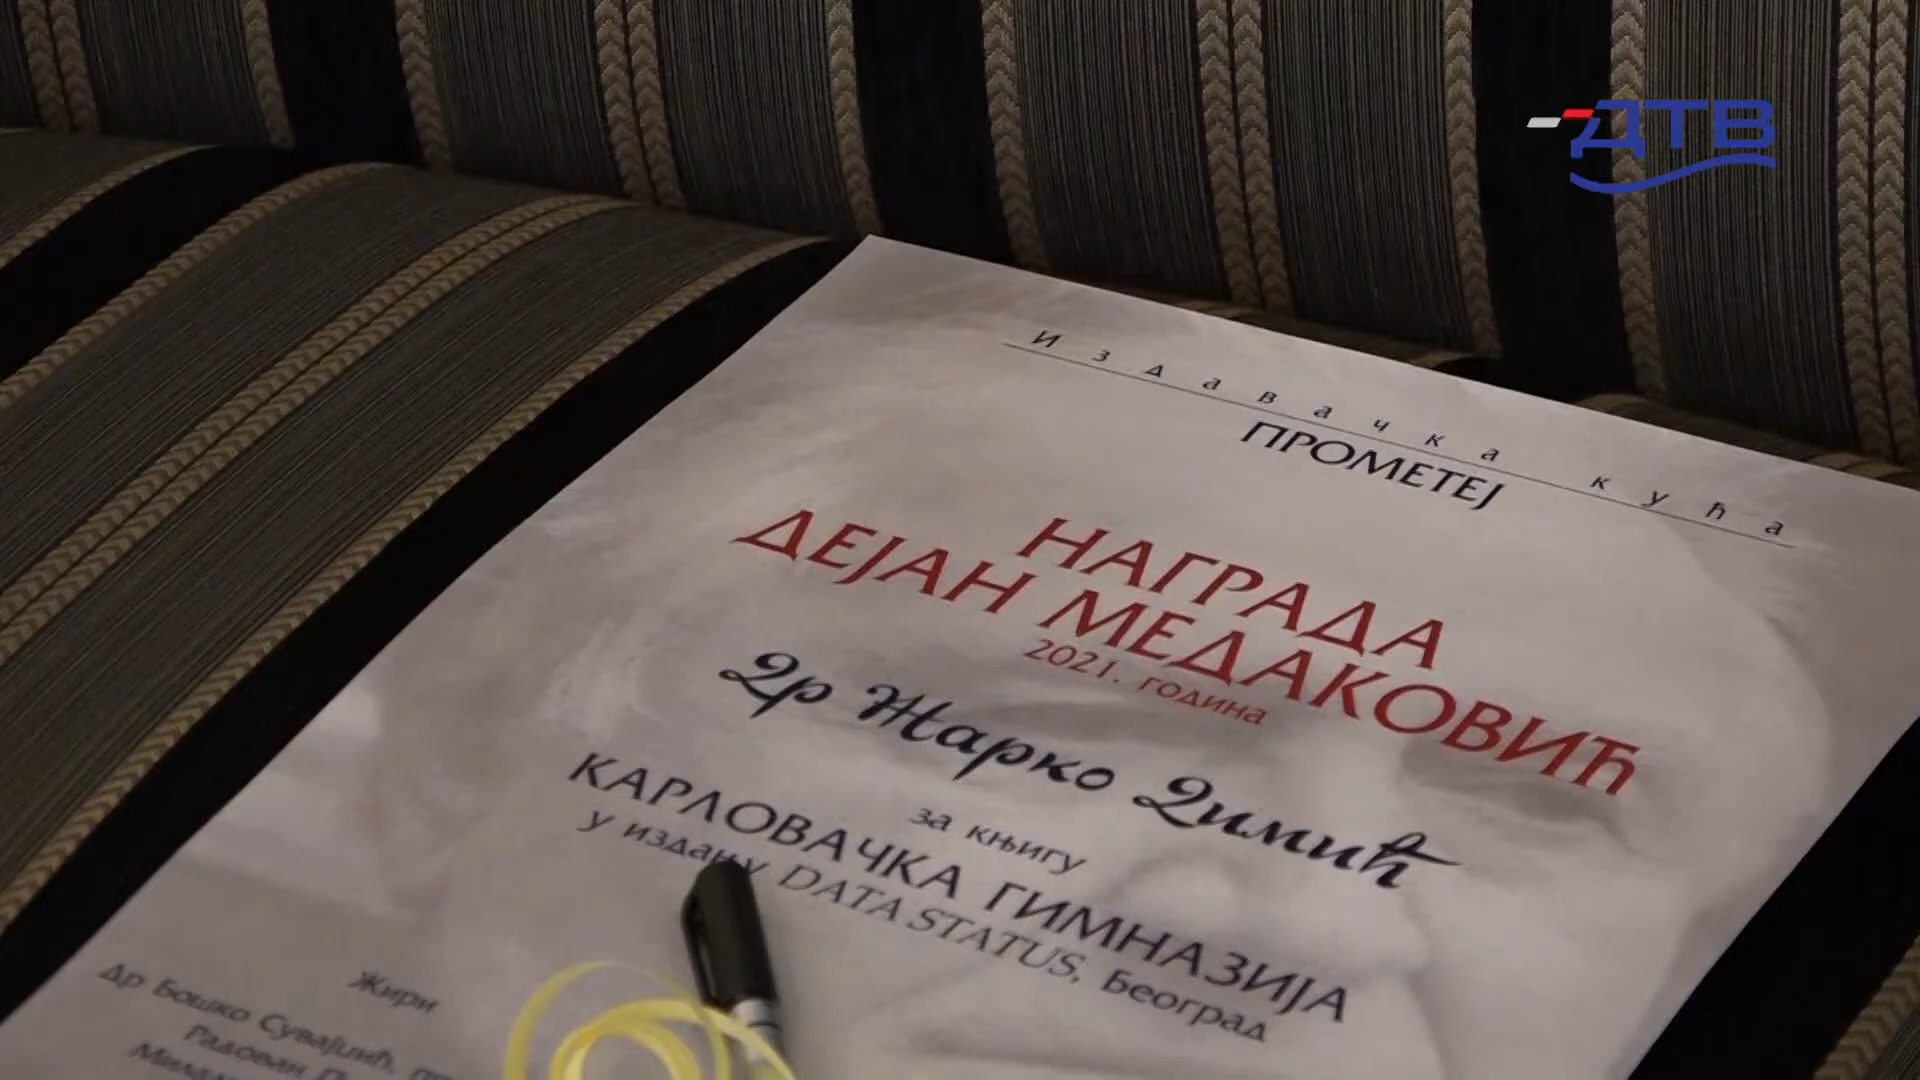 ДТВ
Издавачка кућа
ПРОМЕТЕЈ
НАГРАДА
ДЕЈАН МЕДАКОВИЋ
2021. година
Др Жарко Димић
за књигу
КАРЛОВАЧКА ГИМНАЗИЈА
у издању DATA STATUS, Београд
Жири
Др Бошко Сувајџић,
Радован